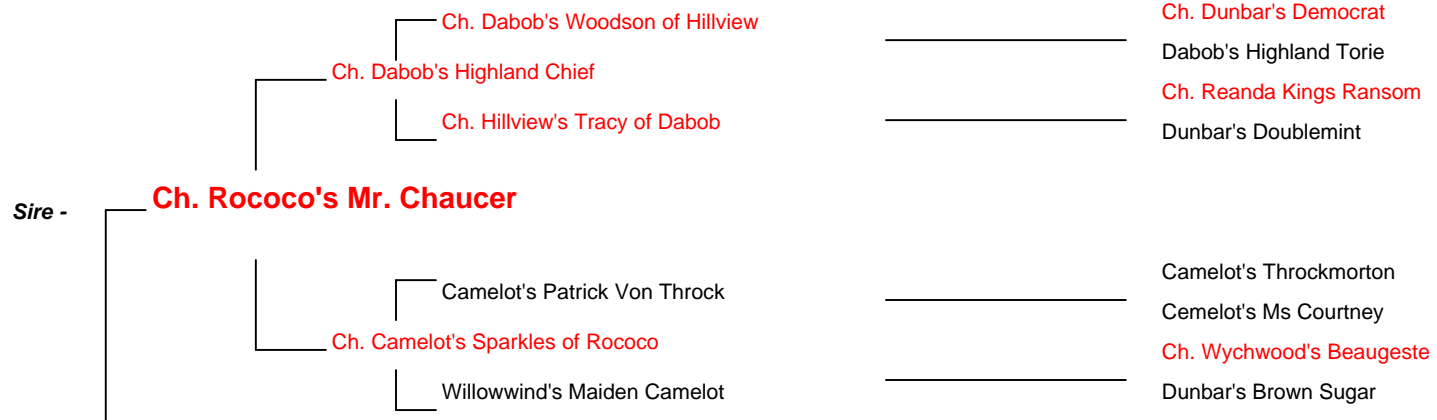 Ch. Dunbar's Democrat
Ch. Dabob's Woodson of Hillview
Dabob's Highland Torie
Ch. Dabob's Highland Chief
Ch. Reanda Kings Ransom
Ch. Hillview's Tracy of Dabob
Dunbar's Doublemint
Sire - Ch. Rococo's Mr. Chaucer
Camelot's Throckmorton
Camelot's Patrick Von Throck
Cemelot's Ms Courtney
Ch. Camelot's Sparkles of Rococo
Ch. Wychwood's Beaugeste
Willowwind's Maiden Camelot
Dunbar's Brown Sugar